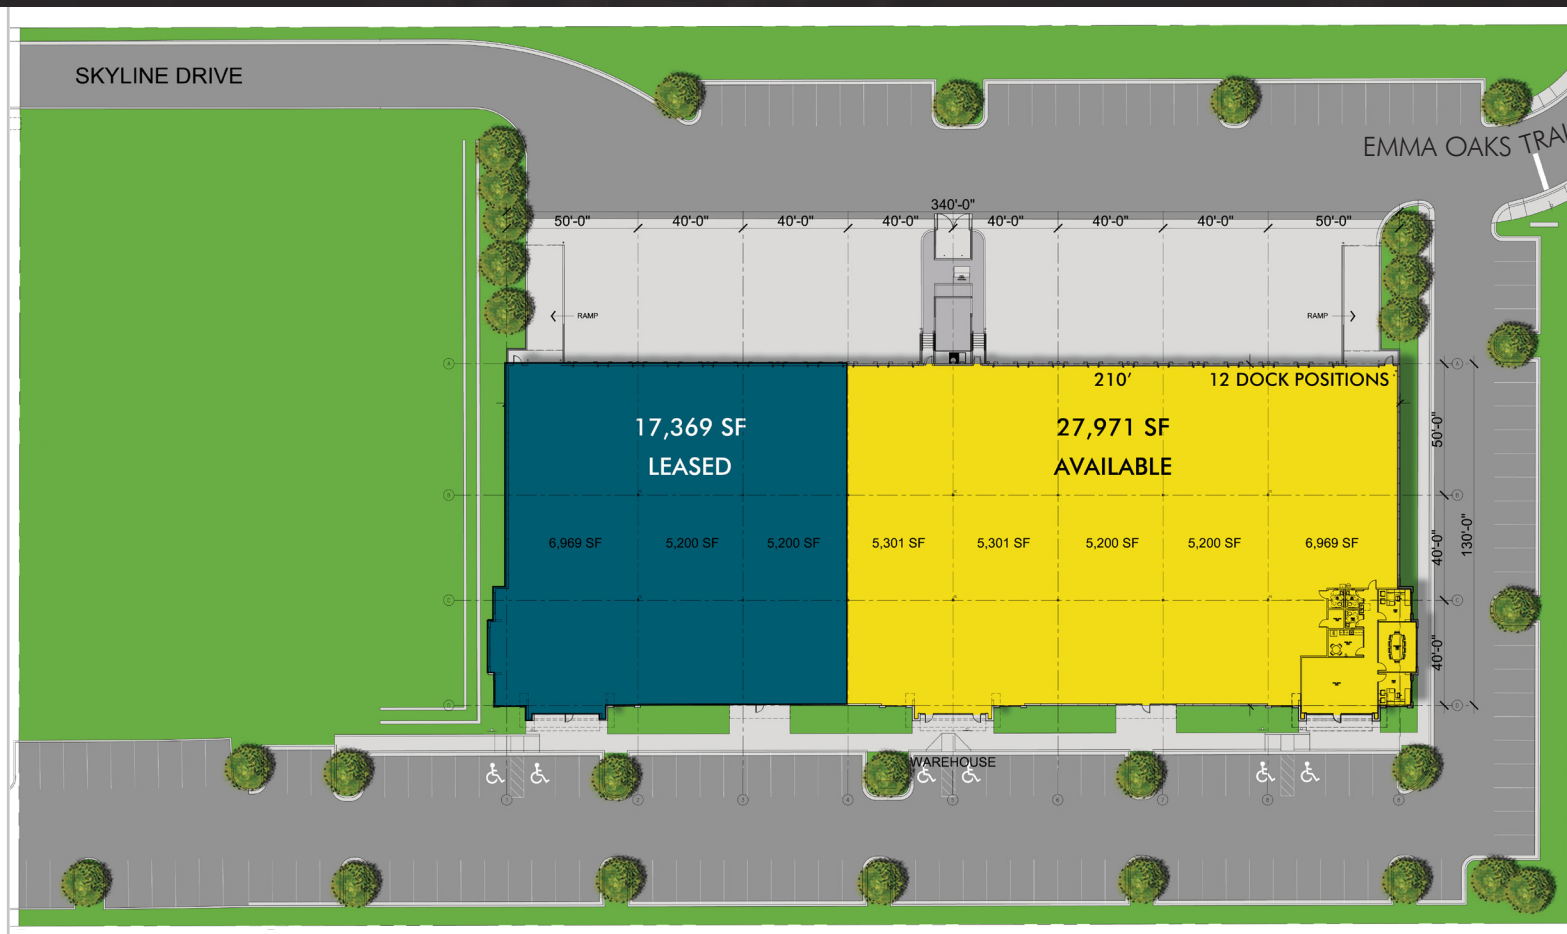 SKYLINE DRIVE
EMMA OAKS TRAI
340'-0"
50'-0"
40'-0"
40'-0"
40'-0"
40'-0"
40'-0"
40'-0"
50'-0"
RAMP
RAMP
210'
12 DOCK POSITIONS
17,369 SF
LEASED
27,971 SF
AVAILABLE
50'-0"
40'-0"
130'-0"
40'-0"
6,969 SF
5,200 SF
5,200 SF
5,301 SF
5,301 SF
5,200 SF
5,200 SF
6,969 SF
WAREHOUSE